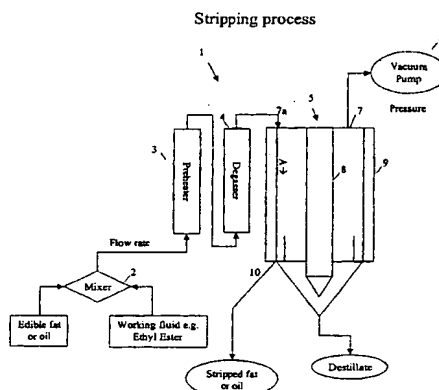 Stripping process
1
Vacuum
Pump
Pressure
7a
5
7
4
3
Preheater
Degasser
V
8
9
Flow rate
2
Mixer
10
Edible fat
or oil
Working fluid e.g.
Ethyl Ester
Stripped fat
or oil
Destillate